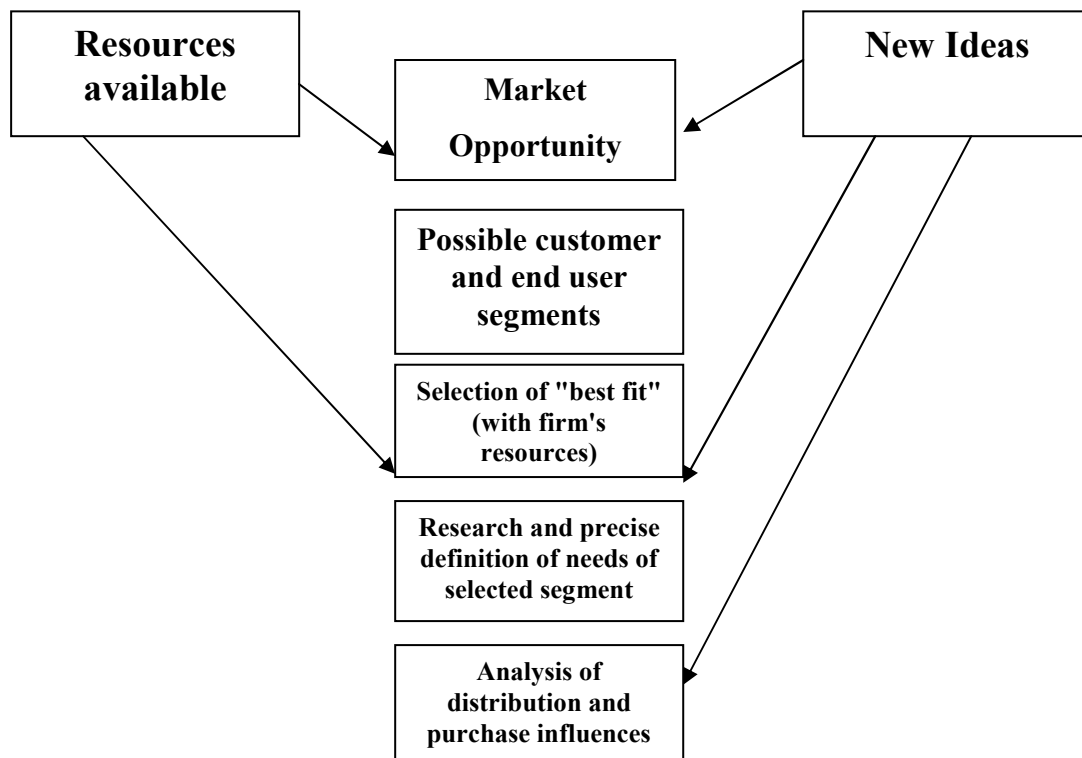 Resources
available
Market
Opportunity
New Ideas
Possible customer
and end user
segments
Selection of "best fit"
(with firm's
resources)
Research and precise
definition of needs of
selected segment
Analysis of
distribution and
purchase influences